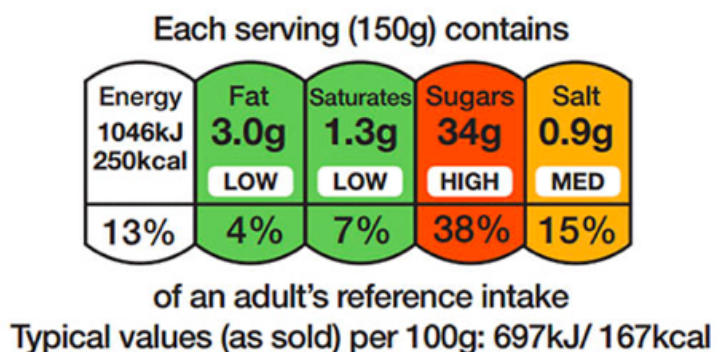 Each serving (150g) contains
Energy Fat Saturates Sugars Salt
1046kJ 3.0g 1.3g 34g 0.9g
250kcal
LOW LOW HIGH MED
13% 4% 7% 38% 15%
of an adult's reference intake
Typical values (as sold) per 100g: 697kJ/ 167kcal